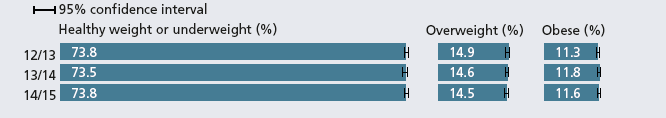 95% confidence interval
Healthy weight or underweight (%) Overweight (%) Obese (%)
12/13 73.8 14.9 11.3
13/14 73.5 14.6 11.8
14/15 73.8 14.5 11.6